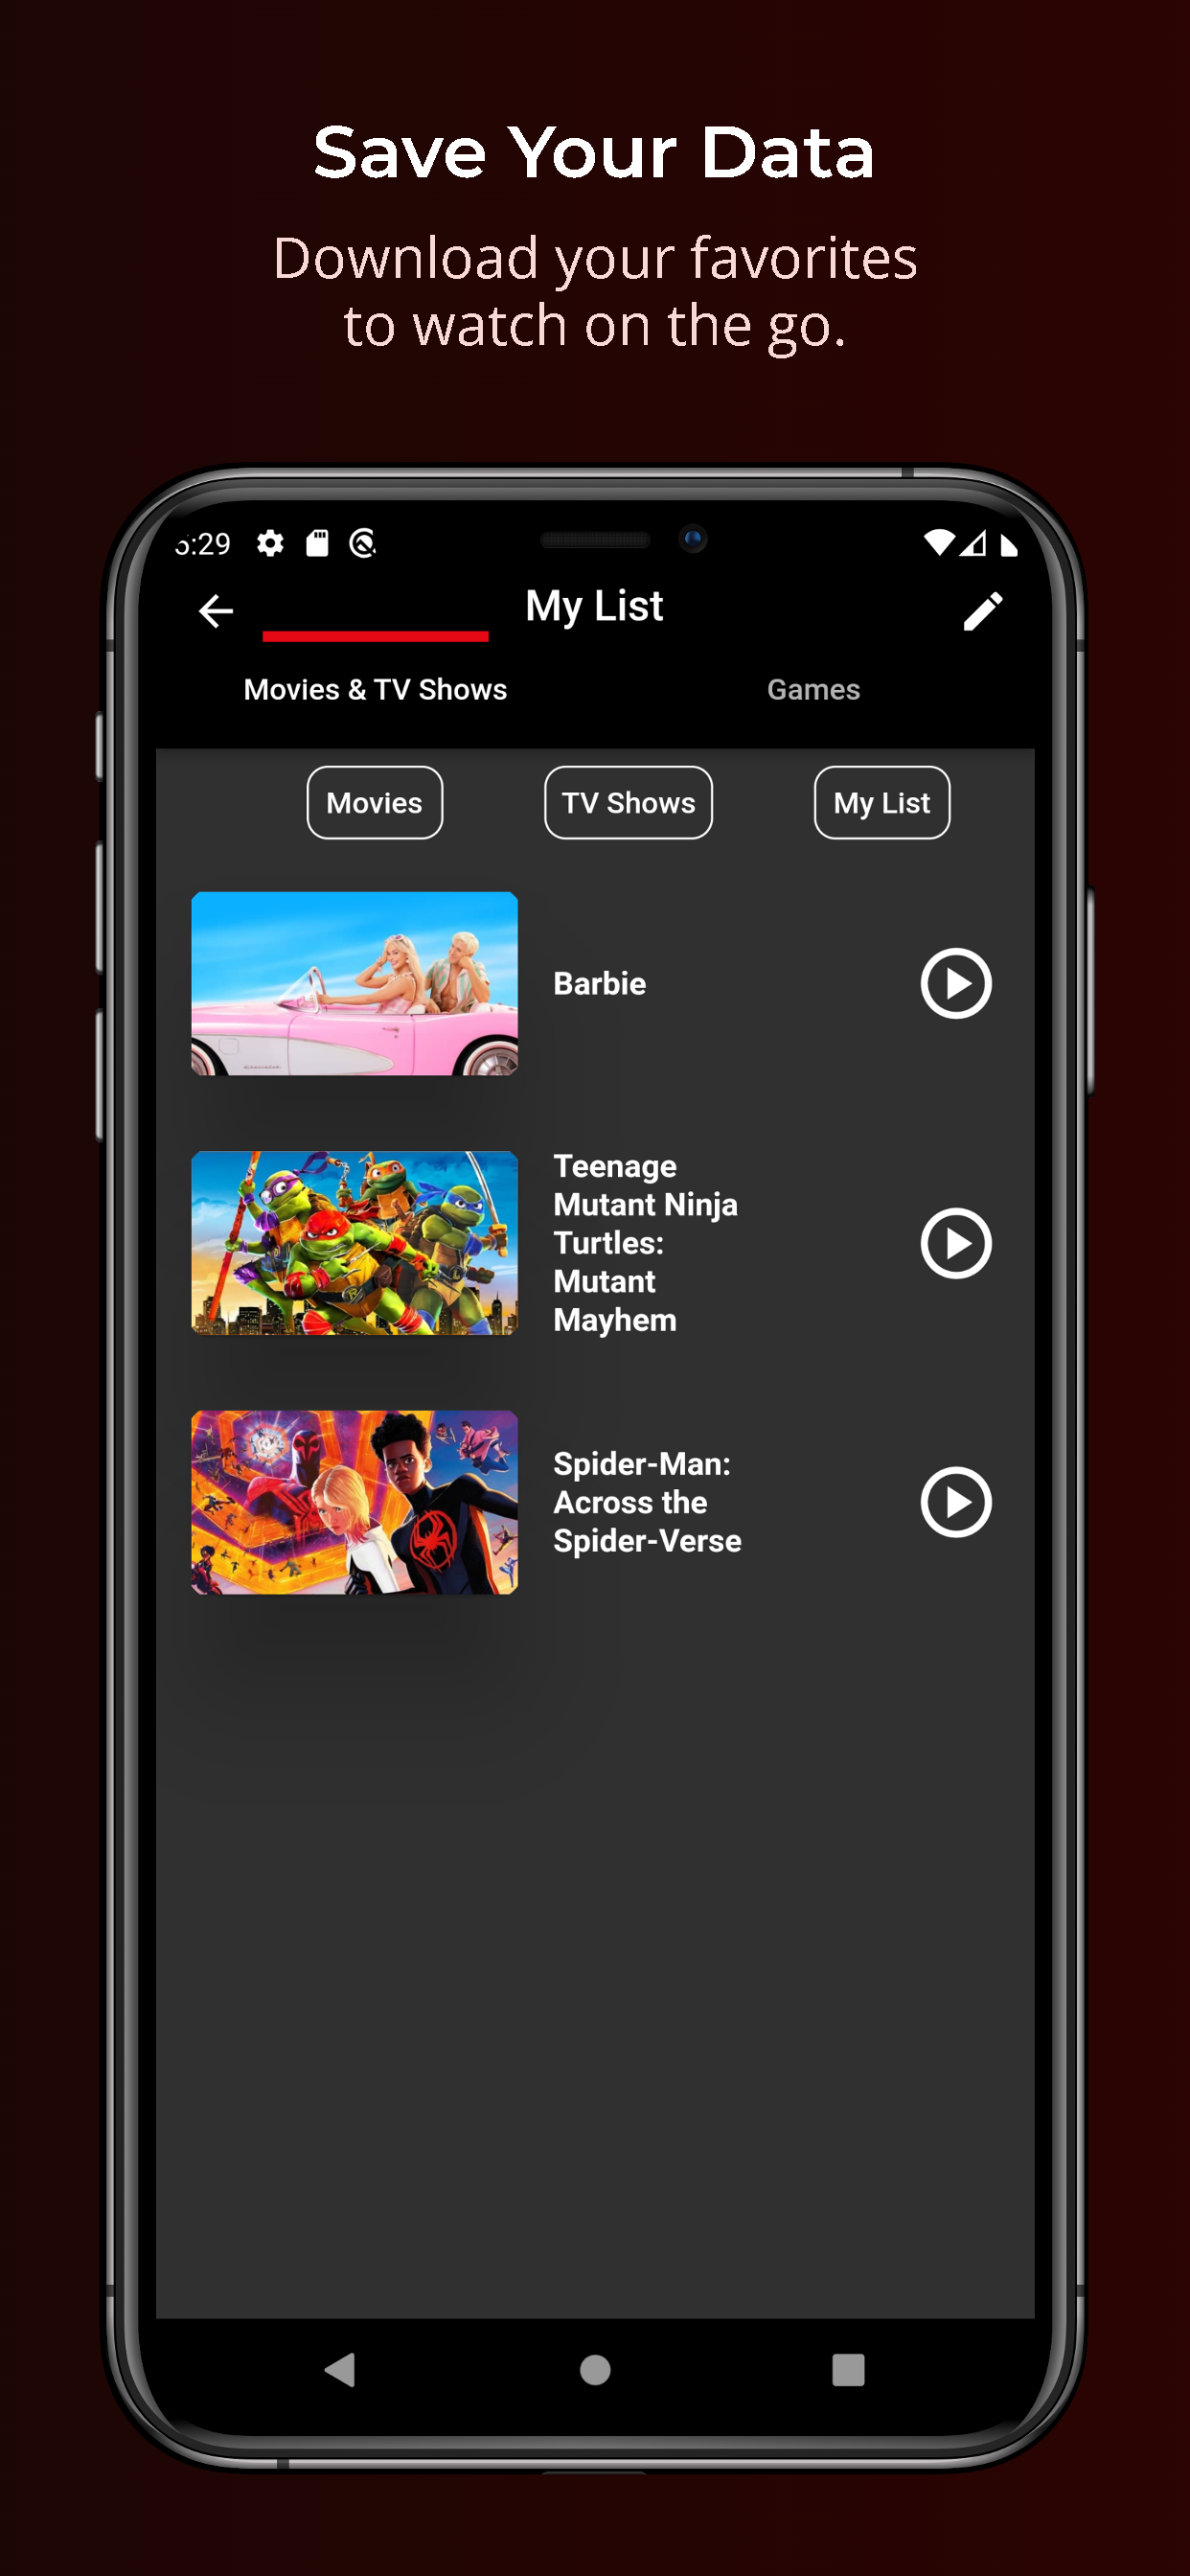 Save Your Data
Download your favorites
to watch on the go.
:29
My List
Movies & TV Shows
Games
Movies
TV Shows
My List
Barbie
Teenage
Mutant Ninja
Turtles:
Mutant
Mayhem
Spider-Man:
Across the
Spider-Verse